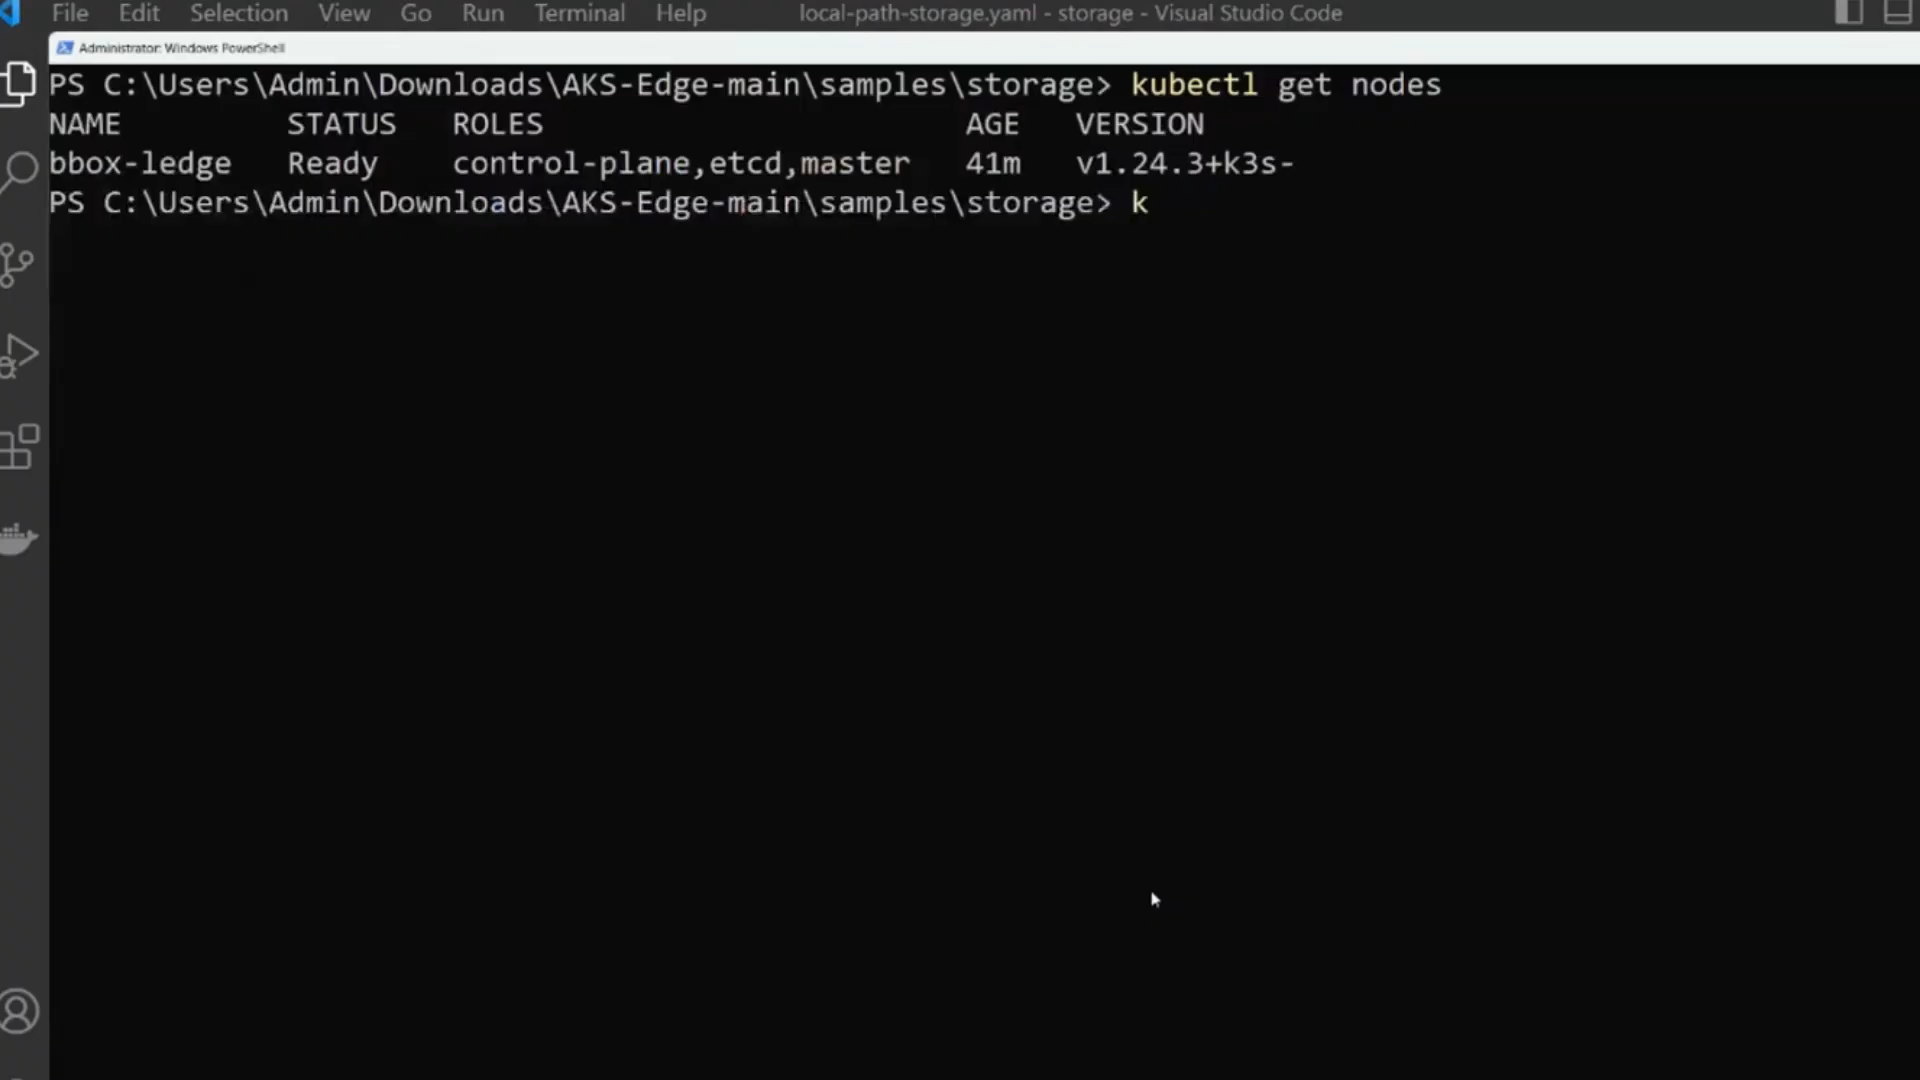 File Edit Selection View Go Run Terminal Help local-path-storage.yaml - storage - Visual Studio Code
Administrator: Windows PowerShell
PS C:\Users\Admin\Downloads\AKS-Edge-main\samples\storage> kubectl get nodes
NAME STATUS ROLES AGE VERSION
bbox-ledge Ready control-plane,etcd,master 41m v1.24.3+k3s-
PS C:\Users\Admin\Downloads\AKS-Edge-main\samples\storage> k